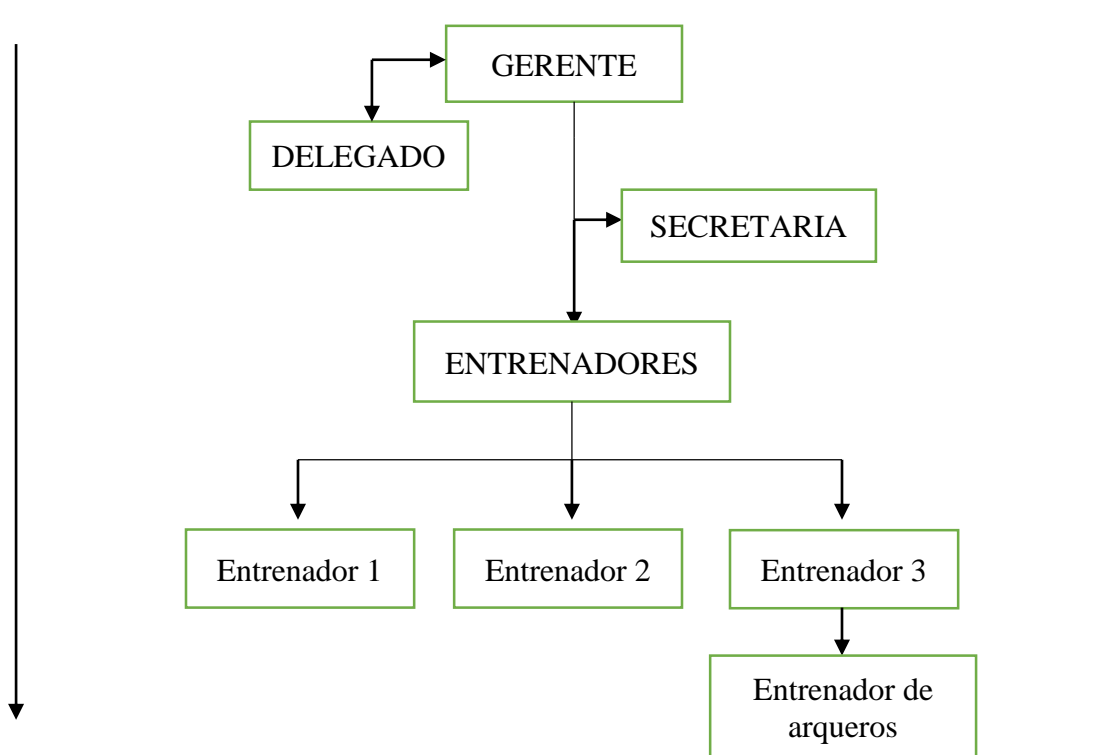 GERENTE
DELEGADO
SECRETARIA
ENTRENADORES
Entrenador 1
Entrenador 2
Entrenador 3
Entrenador de
arqueros